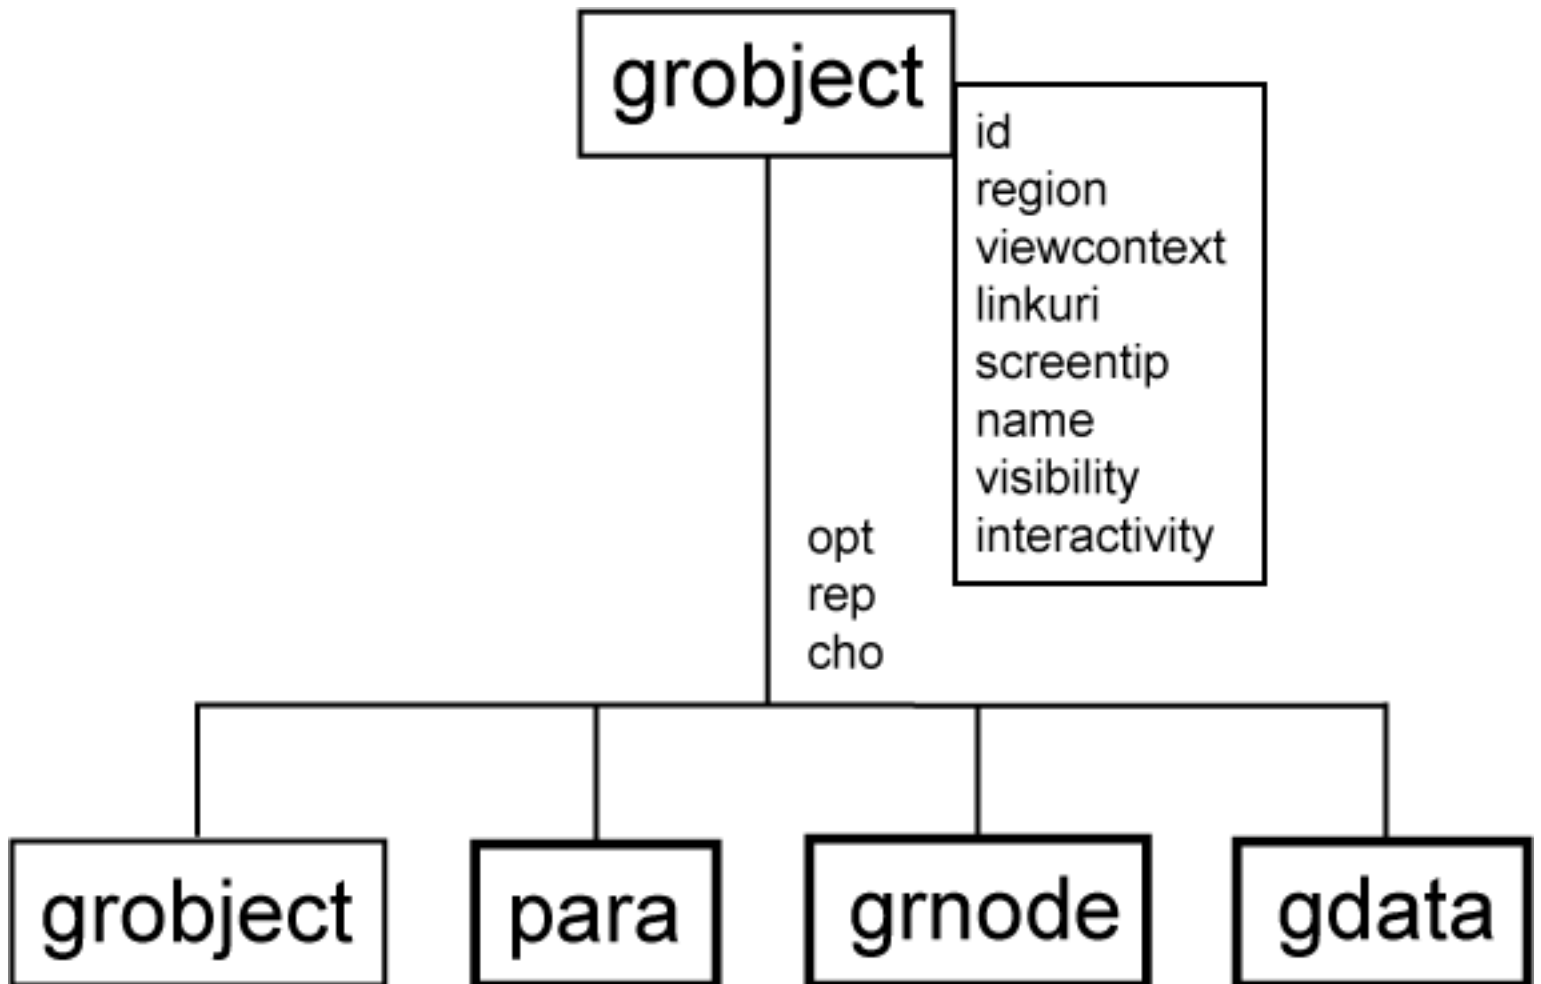 grobject
id
region
viewcontext
linkuri
screentip
name
visibility
interactivity
opt
rep
cho
grobject
para
grnode
gdata